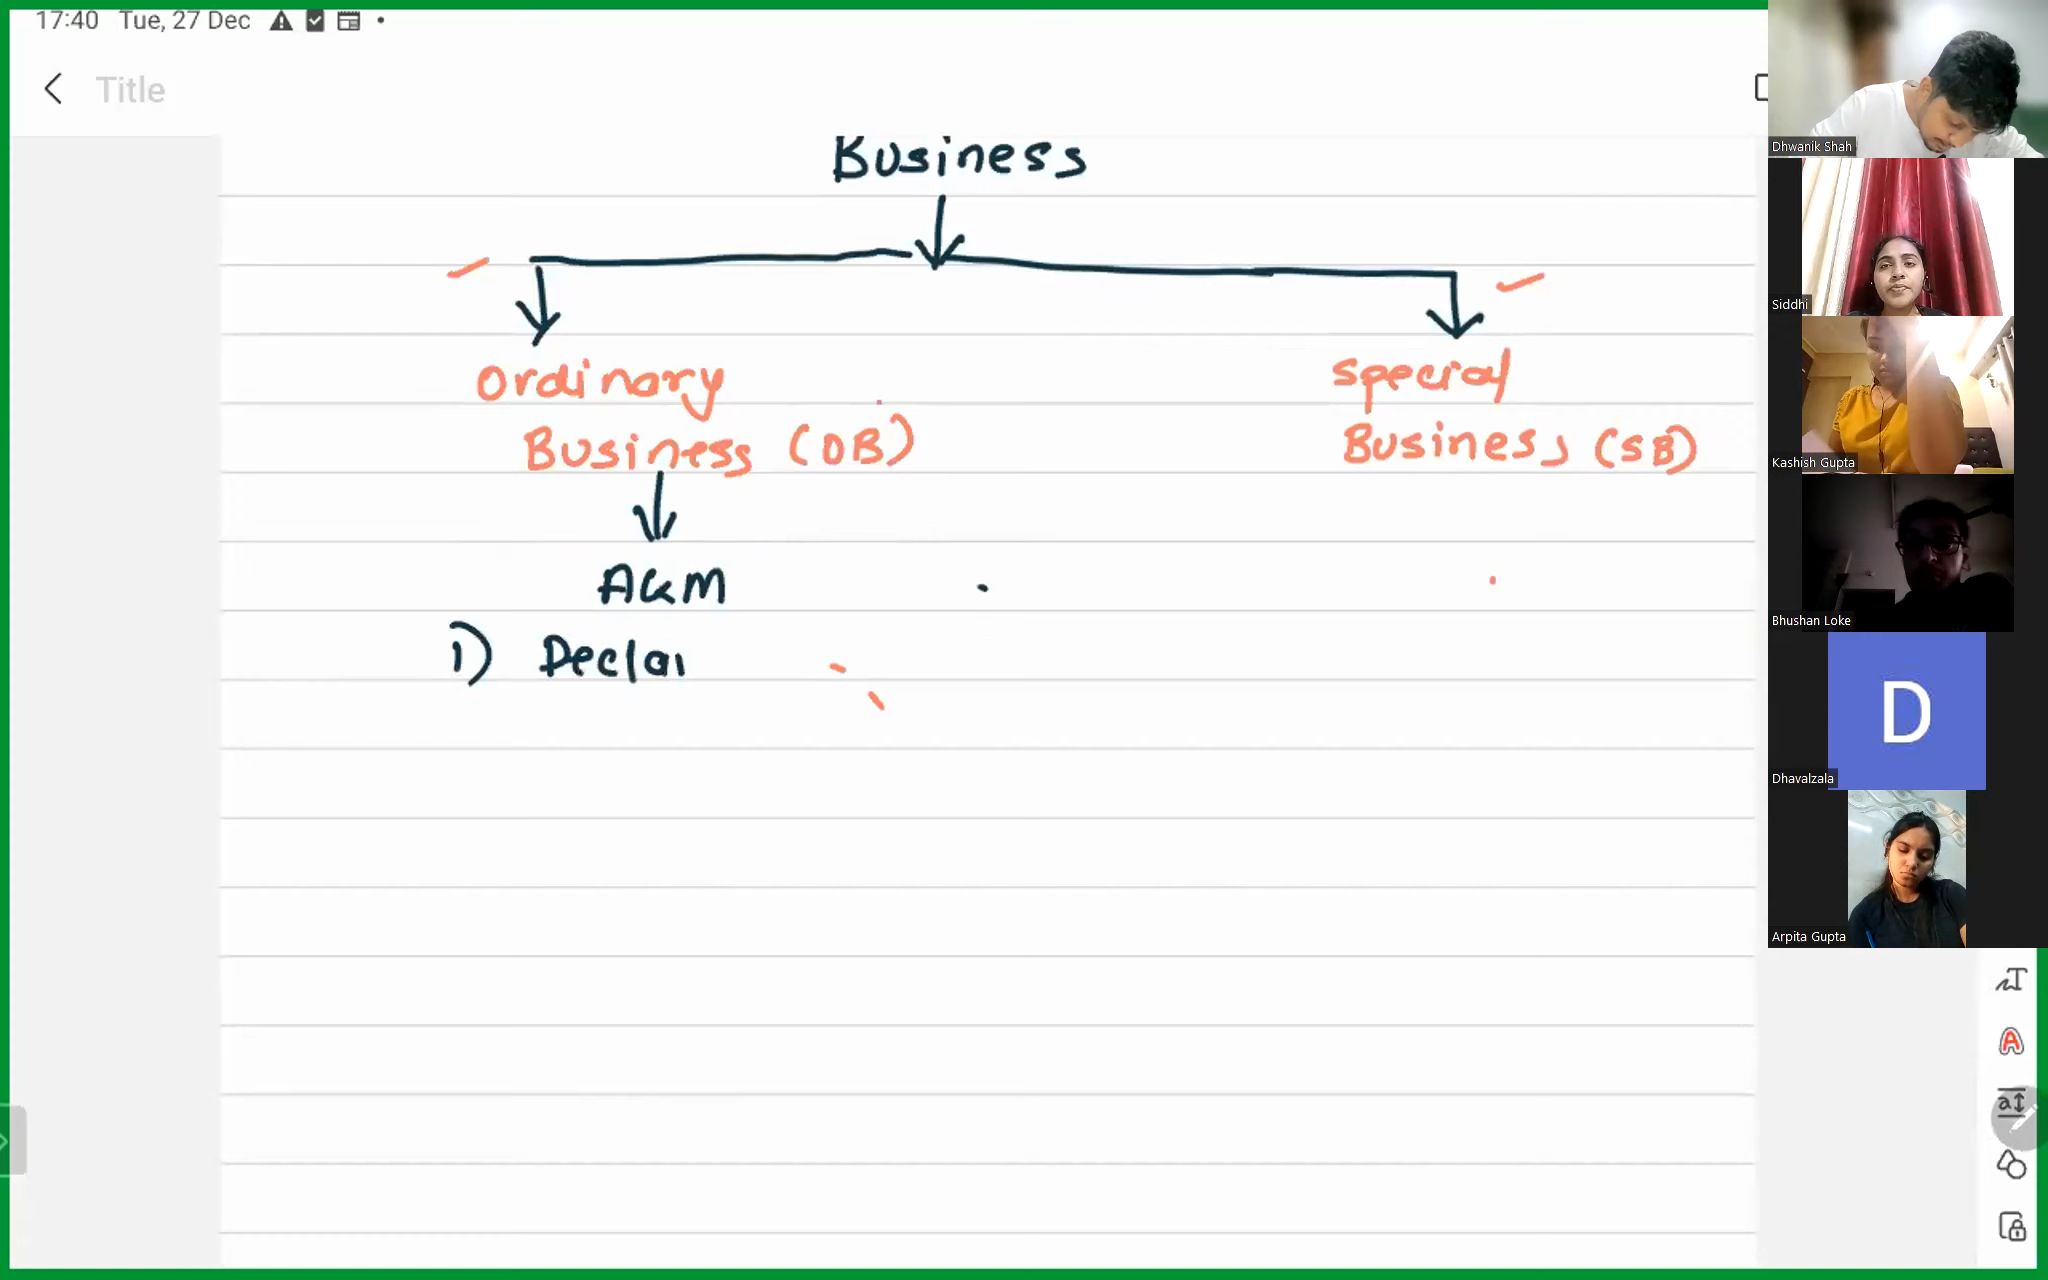 17:40 Tue, 27 Dec
Title
Business
Ordinary
Business (OB)
Special
Business (SB)
AGM
1) Declar
Dhwanik Shah
Siddhi
Kashish Gupta
Bhushan Loke
D
Dhavalzala
Arpita Gupta